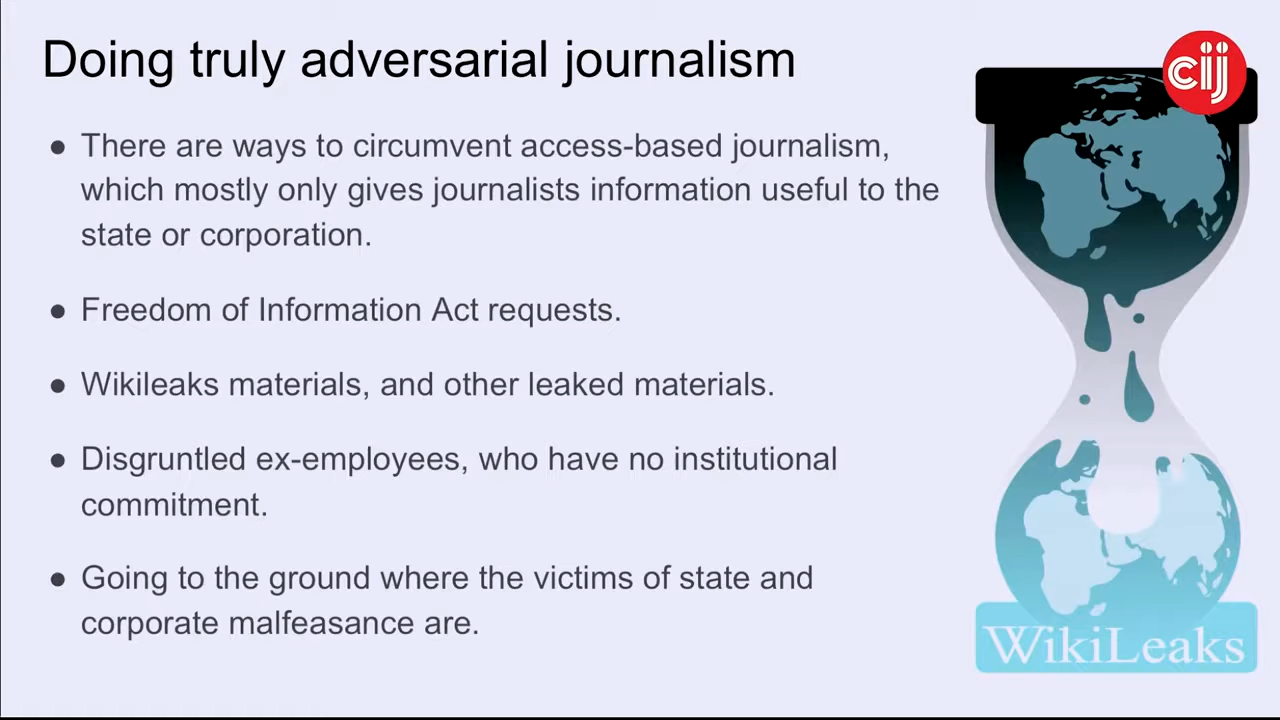 Doing truly adversarial journalism
cij
● There are ways to circumvent access-based journalism,
which mostly only gives journalists information useful to the
state or corporation.
● Freedom of Information Act requests.
● Wikileaks materials, and other leaked materials.
● Disgruntled ex-employees, who have no institutional
commitment.
● Going to the ground where the victims of state and
corporate malfeasance are.
WikiLeaks